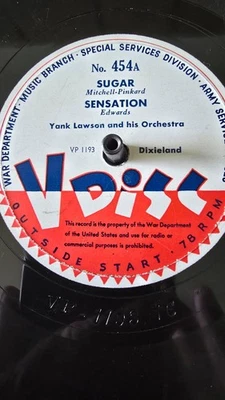 WAR DEPARTMENT: MUSIC BRANCH · SPECIAL SERVICES DIVISION · ARMY SERVICE
No. 454A
SUGAR
Mitchell-Pinkard
SENSATION
Edwards
Yank Lawson and his Orchestra
VP 1193
Dixieland
V DISC
This record is the property of the War Department
of the United States and use for radio or
commercial purposes is prohibited.
OUTSIDE START · 78 RPM